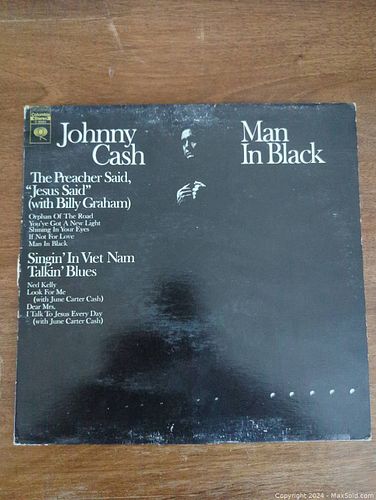 Columbia
Stereo
Johnny
Cash
Man
In Black
The Preacher Said,
"Jesus Said"
(with Billy Graham)
Orphan Of The Road
You've Got A New Light
Shining In Your Eyes
If Not For Love
Man In Black
Singin' In Viet Nam
Talkin' Blues
Ned Kelly
Look For Me
(with June Carter Cash)
Dear Mrs.
I Talk To Jesus Every Day
(with June Carter Cash)
Copyright 2024 - MaxSold.com